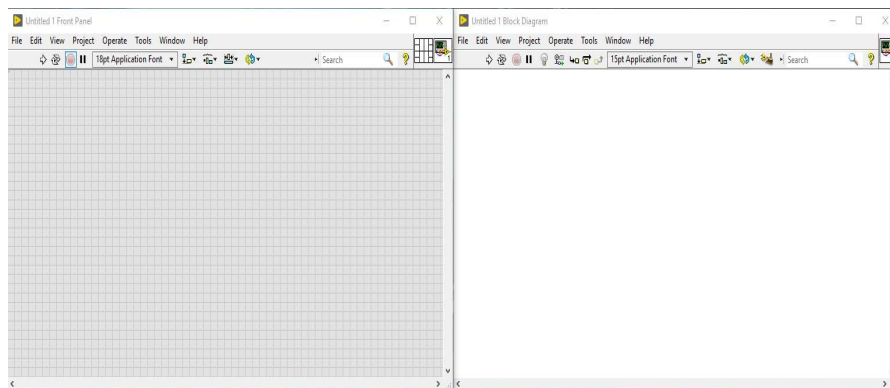 Untitled 1 Front Panel
File Edit View Project Operate Tools Window Help
18pt Application Font
Search
1
Untitled 1 Block Diagram
File Edit View Project Operate Tools Window Help
15pt Application Font
Search